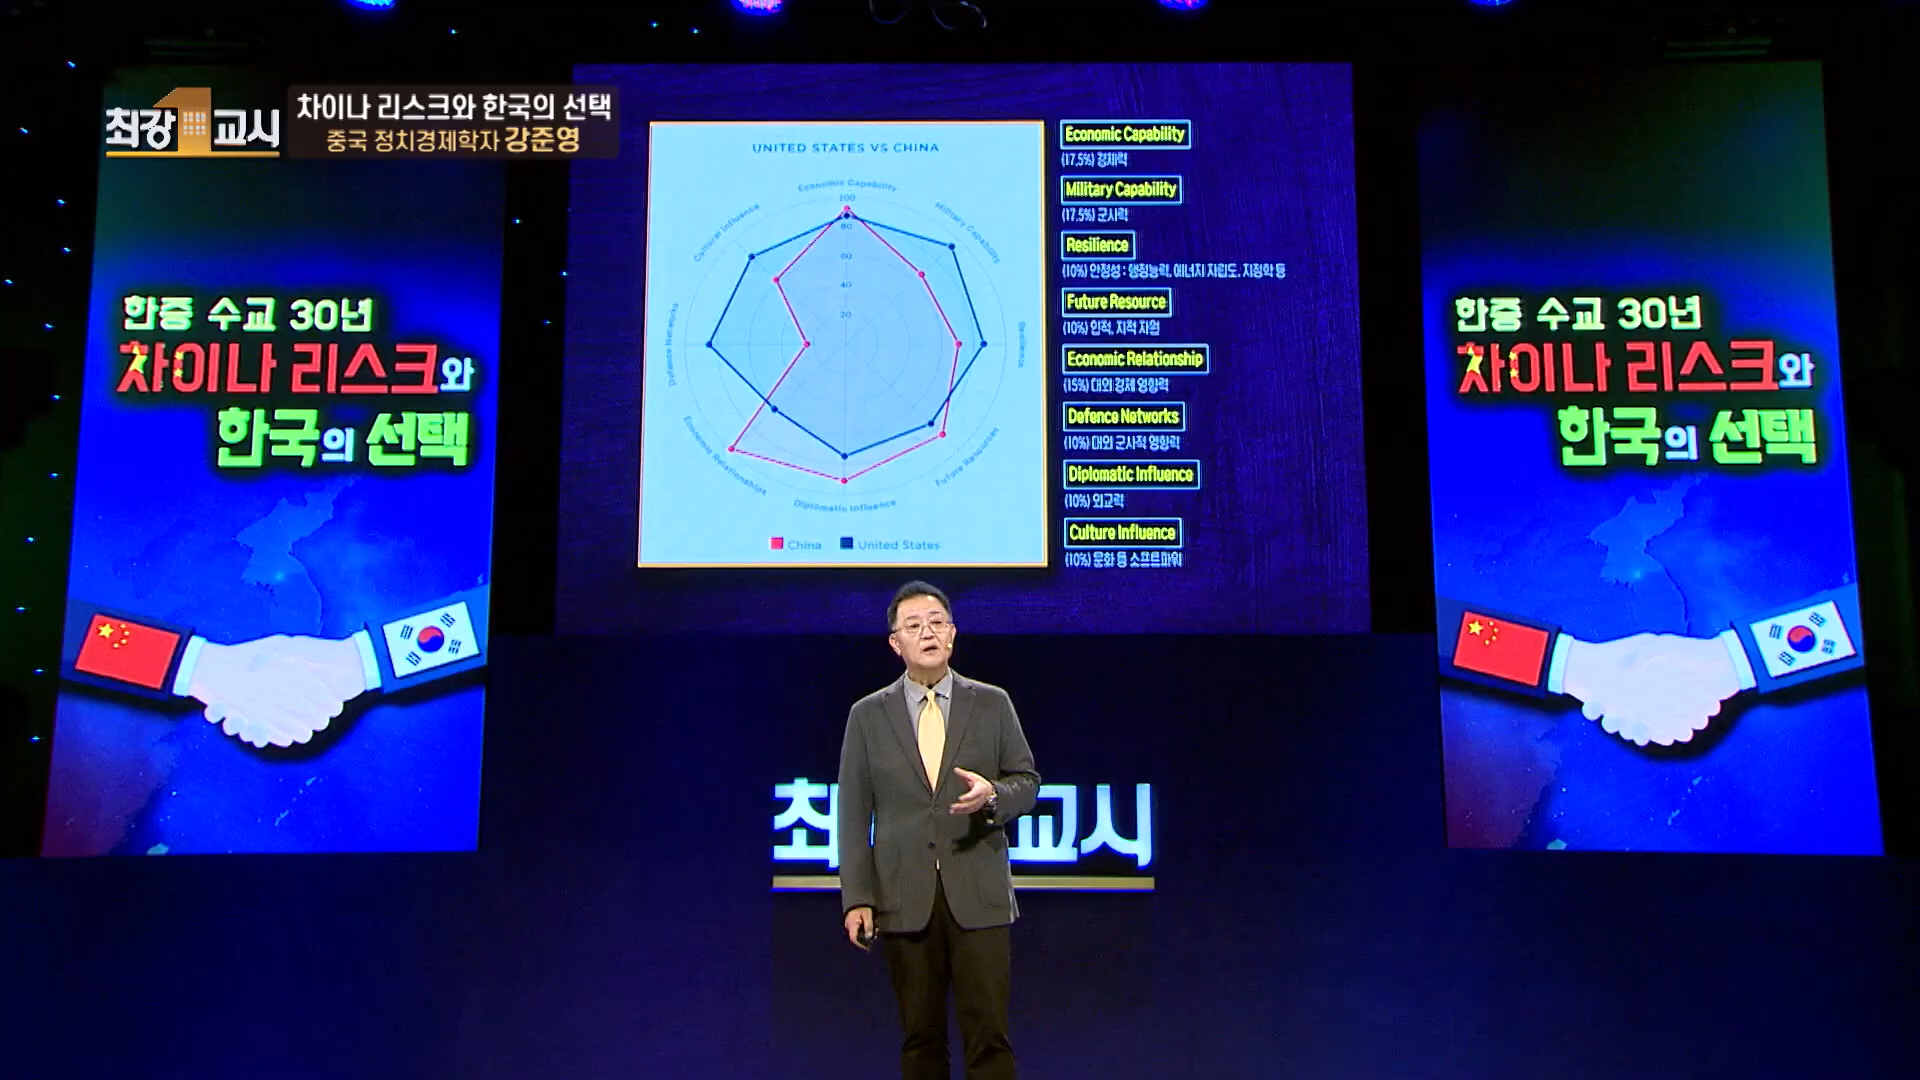 최강1교시
차이나 리스크와 한국의 선택
중국 정치경제학자 강준영
한중 수교 30년
차이나 리스크와
한국의 선택
UNITED STATES VS CHINA
Economic Capability
Military Capability
Resilience
Future Resources
Diplomatic Influence
Economic Relationships
Defence Networks
Cultural Influence
100
80
60
40
20
China
United States
Economic Capability
(17.5%) 경제력
Military Capability
(17.5%) 군사력
Resilience
(10%) 안정성 : 행정능력, 에너지 자립도, 지정학 등
Future Resource
(10%) 인적, 지적 자원
Economic Relationship
(15%) 대외 경제 영향력
Defence Networks
(10%) 대외 군사적 영향력
Diplomatic Influence
(10%) 외교력
Culture Influence
(10%) 문화 등 소프트파워
한중 수교 30년
차이나 리스크와
한국의 선택
최 교시